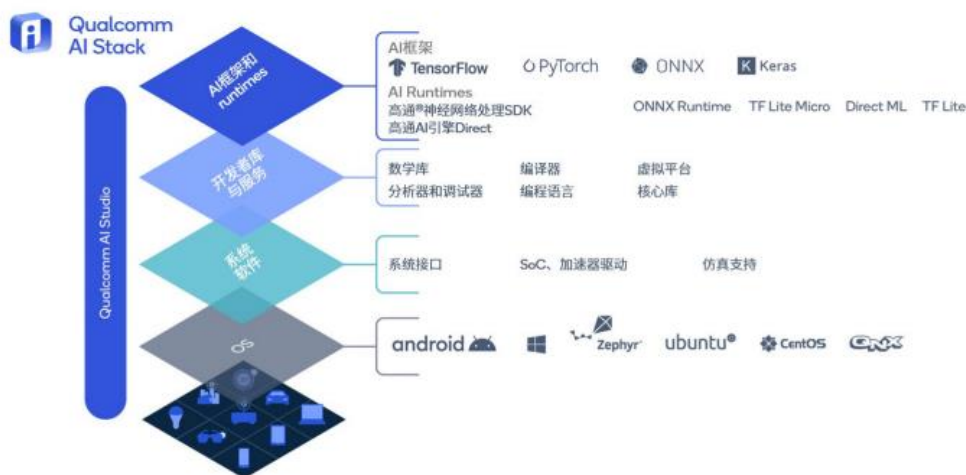 Qualcomm
AI Stack
Qualcomm AI Studio
AI框架和
runtimes
AI框架
TensorFlow PyTorch ONNX Keras
AI Runtimes
高通®神经网络处理SDK ONNX Runtime TF Lite Micro Direct ML TF Lite
高通AI引擎Direct
开发者库
与服务
数学库 编译器 虚拟平台
分析器和调试器 编程语言 核心库
系统
软件
系统接口 SoC、加速器驱动 仿真支持
OS
android Zephyr ubuntu CentOS QNX